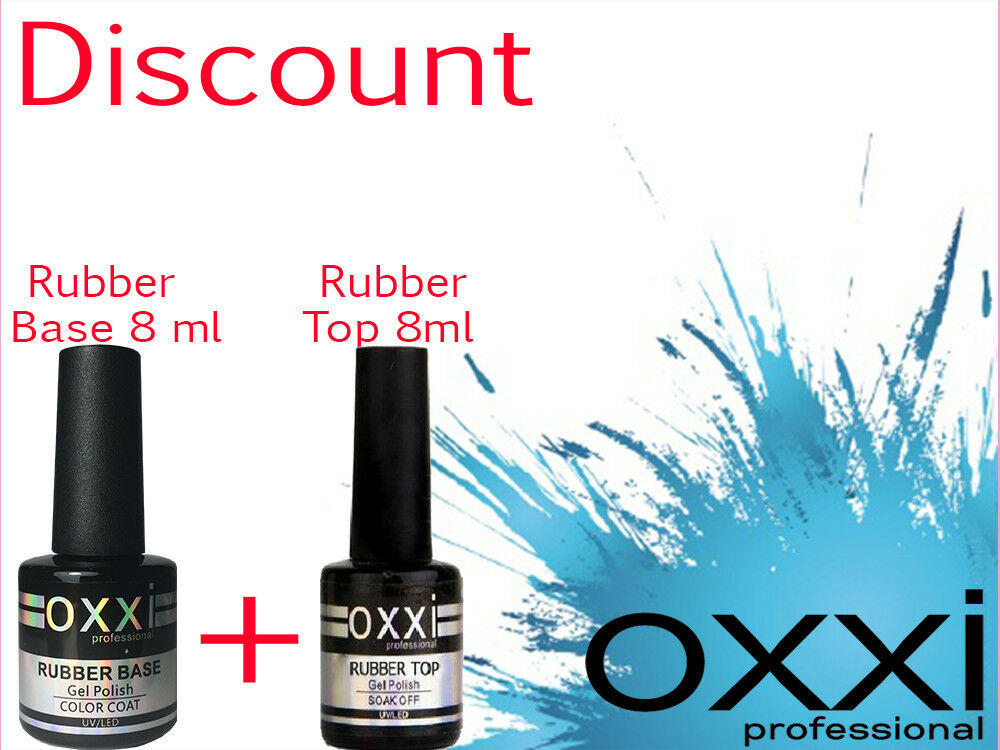 Discount
Rubber
Base 8 ml
Rubber
Top 8ml
OXXi
professional
RUBBER BASE
Gel Polish
COLOR COAT
UV/LED
+
OXXi
professional
RUBBER TOP
Gel Polish
SOAK OFF
UV/LED
oxxi
professional